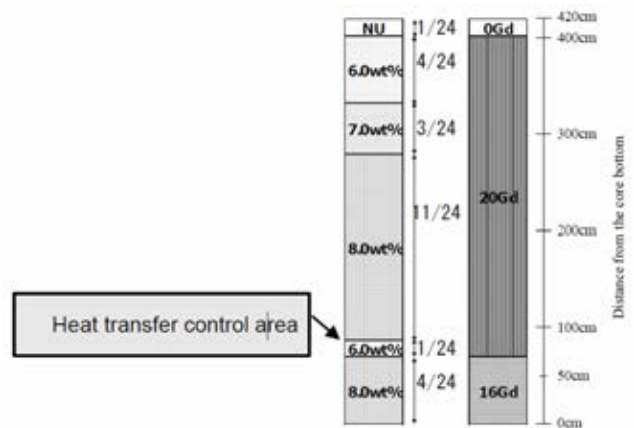 NU
6.0wt%
7.0wt%
8.0wt%
6.0wt%
8.0wt%
1/24
4/24
3/24
11/24
1/24
4/24
0Gd
20Gd
16Gd
420cm
400cm
300cm
200cm
100cm
50cm
0cm
Distance from the core bottom
Heat transfer control area